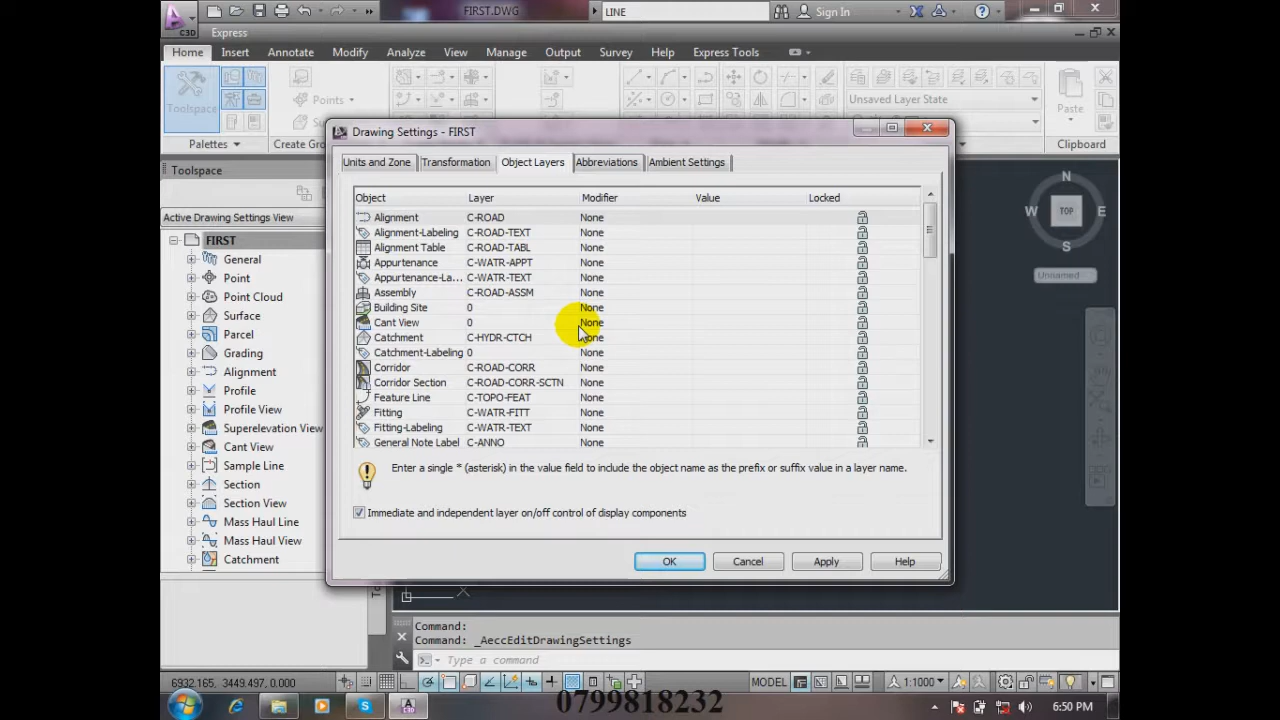 FIRST.DWG
LINE
Sign In
C3D
Express
Home Insert Annotate Modify Analyze View Manage Output Survey Help Express Tools
Toolspace
Points
Unsaved Layer State
Paste
Palettes
Create Gro
Clipboard
Toolspace
Active Drawing Settings View
FIRST
General
Point
Point Cloud
Surface
Parcel
Grading
Alignment
Profile
Profile View
Superelevation View
Cant View
Sample Line
Section
Section View
Mass Haul Line
Mass Haul View
Catchment
Drawing Settings - FIRST
Units and Zone Transformation Object Layers Abbreviations Ambient Settings
Object Layer Modifier Value Locked
Alignment C-ROAD None
Alignment-Labeling C-ROAD-TEXT None
Alignment Table C-ROAD-TABL None
Appurtenance C-WATR-APPT None
Appurtenance-La... C-WATR-TEXT None
Assembly C-ROAD-ASSM None
Building Site 0 None
Cant View 0 None
Catchment C-HYDR-CTCH None
Catchment-Labeling 0 None
Corridor C-ROAD-CORR None
Corridor Section C-ROAD-CORR-SCTN None
Feature Line C-TOPO-FEAT None
Fitting C-WATR-FITT None
Fitting-Labeling C-WATR-TEXT None
General Note Label C-ANNO None
Enter a single * (asterisk) in the value field to include the object name as the prefix or suffix value in a layer name.
Immediate and independent layer on/off control of display components
OK Cancel Apply Help
N
W TOP E
S
Unnamed
X
Command:
Command: _AeccEditDrawingSettings
Type a command
6932.165, 3449.497, 0.000
MODEL
1:1000
0799818232
6:50 PM